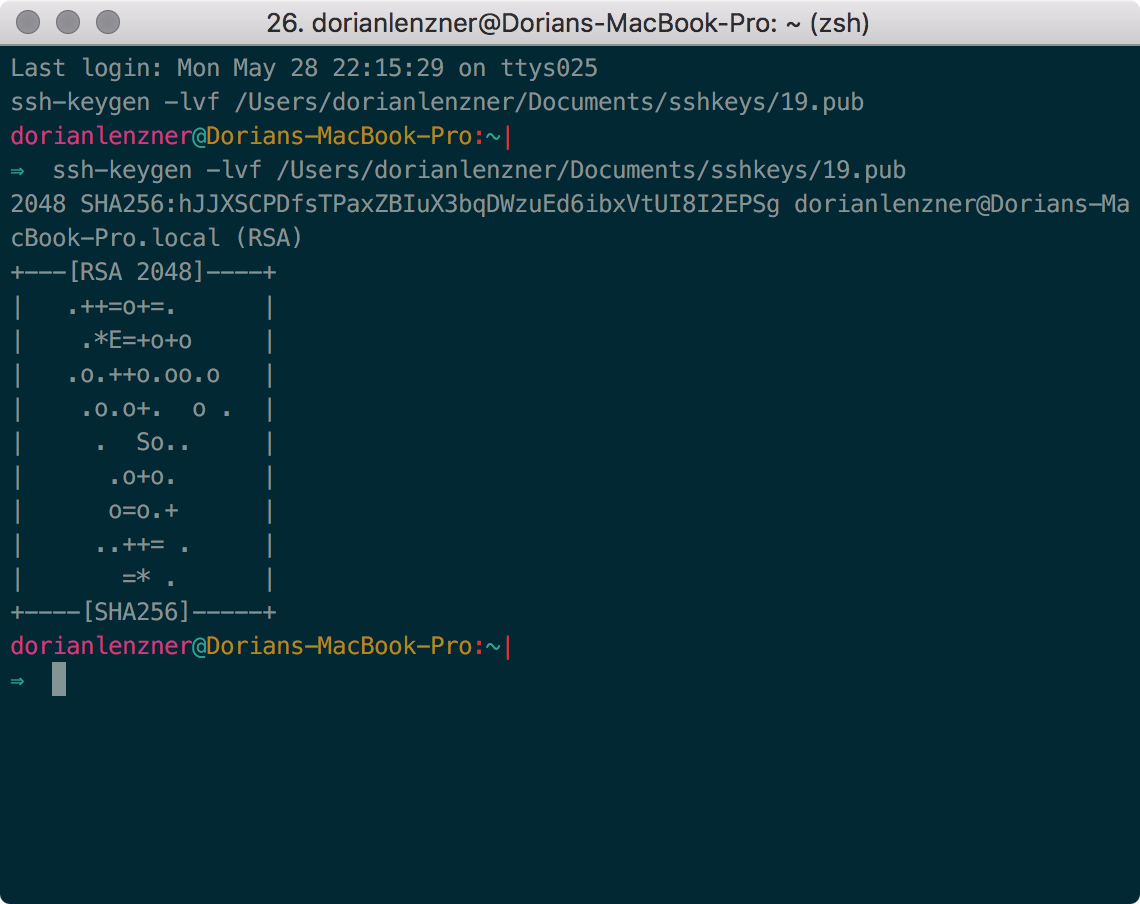 26. dorianlenzner@Dorians-MacBook-Pro: ~ (zsh)
Last login: Mon May 28 22:15:29 on ttys025
ssh-keygen -lvf /Users/dorianlenzner/Documents/sshkeys/19.pub
dorianlenzner@Dorians-MacBook-Pro:~|
⇒  ssh-keygen -lvf /Users/dorianlenzner/Documents/sshkeys/19.pub
2048 SHA256:hJJXSCPDfsTPaxZBIuX3bqDWzuEd6ibxVtUI8I2EPSg dorianlenzner@Dorians-Ma
cBook-Pro.local (RSA)
+---[RSA 2048]----+
|   .++=o+=.      |
|    .*E=+o+o     |
|   .o.++o.oo.o   |
|    .o.o+.  o .  |
|     .  So..     |
|      .o+o.      |
|      o=o.+      |
|     ..++= .     |
|       =* .      |
+----[SHA256]-----+
dorianlenzner@Dorians-MacBook-Pro:~|
⇒